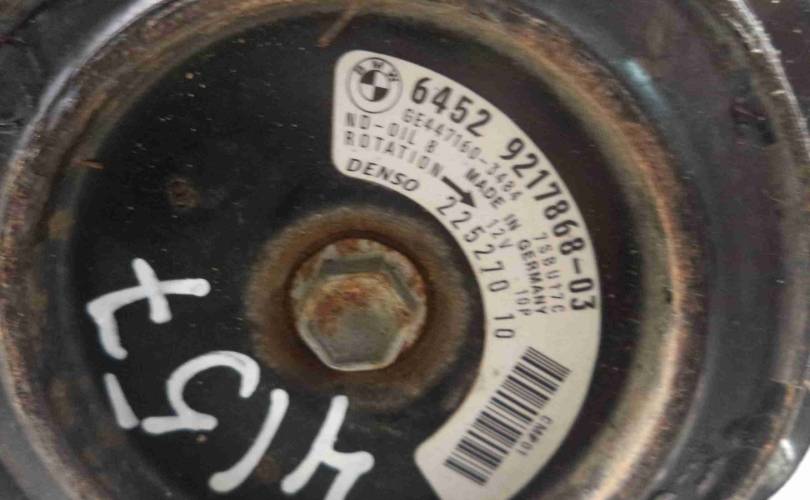 BMW
6452 9217868-03
GE447160-3484 7SBU17C
ND-OIL 8 MADE IN GERMANY
ROTATION 12V 10P
DENSO 225270 10
CMP01